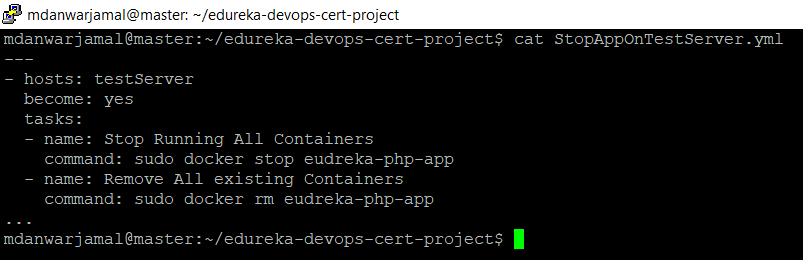 mdanwarjamal@master: ~/edureka-devops-cert-project
mdanwarjamal@master:~/edureka-devops-cert-project$ cat StopAppOnTestServer.yml
---
- hosts: testServer
  become: yes
  tasks:
  - name: Stop Running All Containers
    command: sudo docker stop eudreka-php-app
  - name: Remove All existing Containers
    command: sudo docker rm eudreka-php-app
...
mdanwarjamal@master:~/edureka-devops-cert-project$